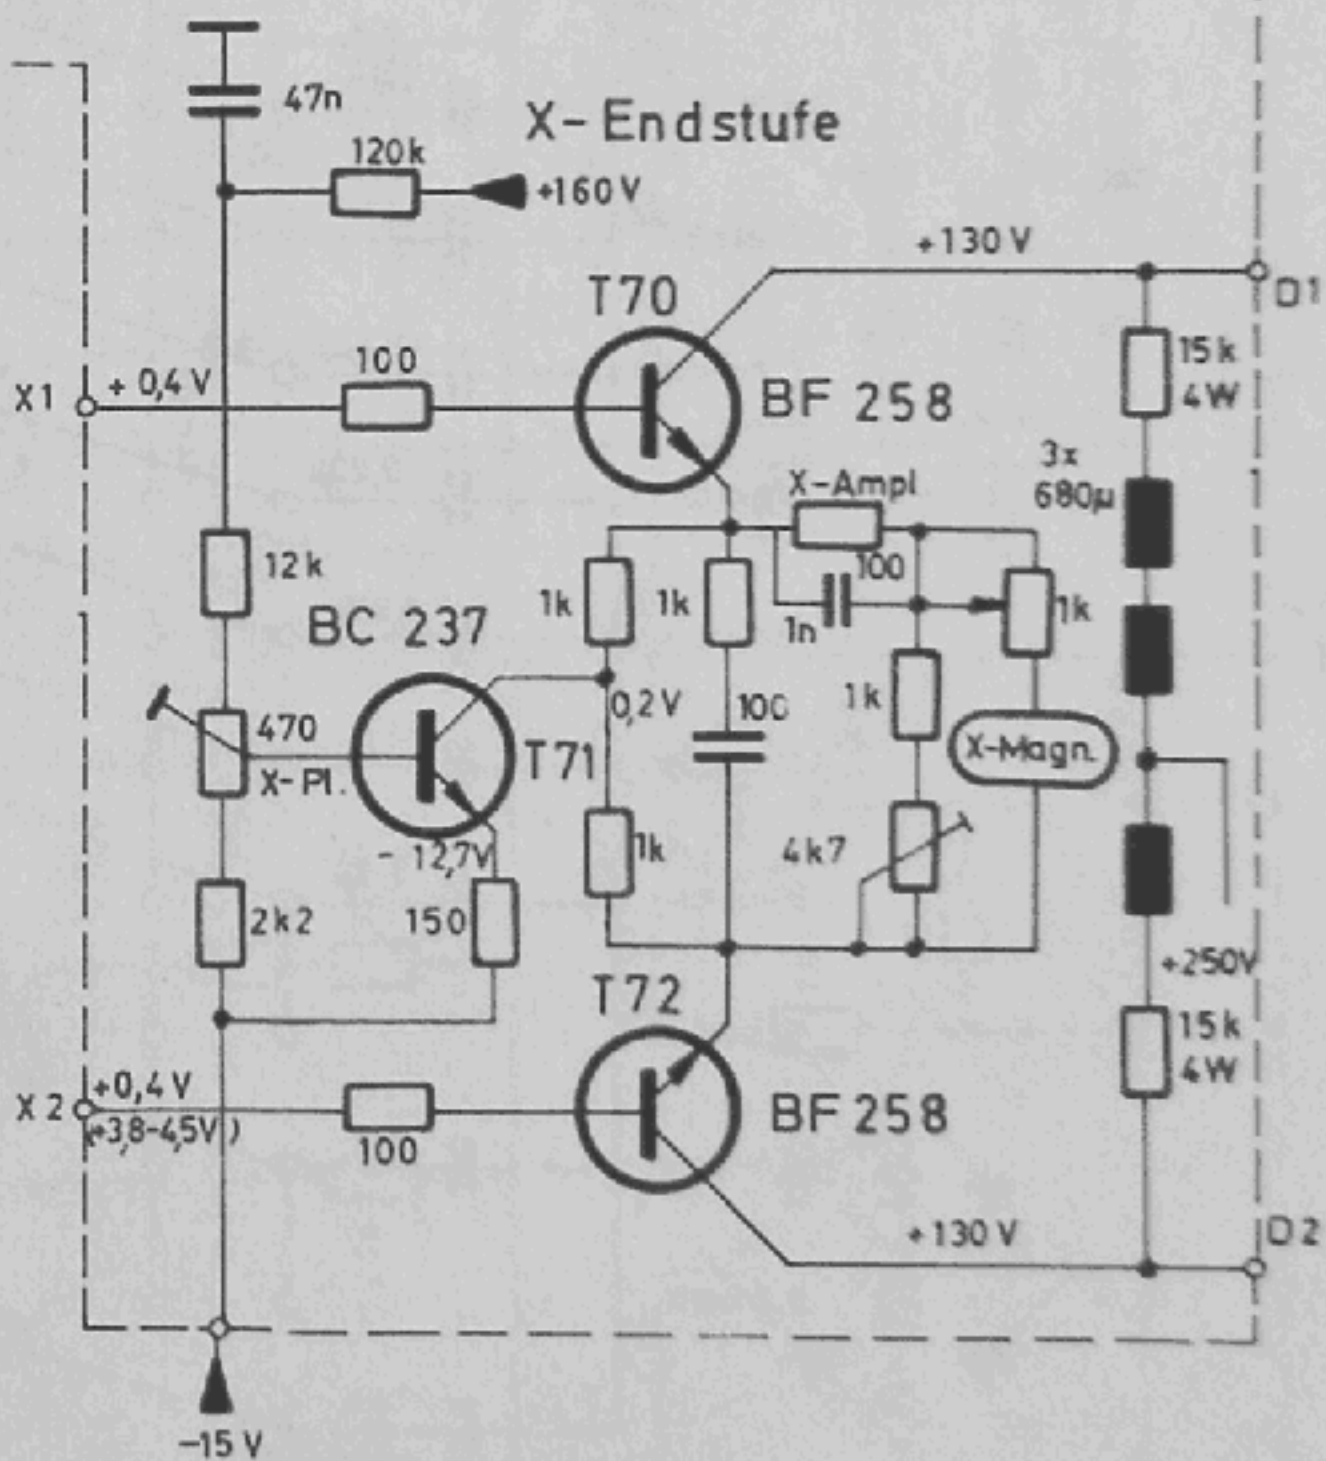 47n
X-Endstufe
120k
+160V
+130V
D1
T70
15k
4W
100
X1
+0,4V
BF 258
3x
680µ
X-Ampl
12k
100
1k
1k
1n
1k
BC 237
0,2V
100
1k
470
X-Pl.
T71
X-Magn.
-12,7V
1k
4k7
2k2
150
+250V
T72
15k
4W
+0,4V
X2
(+3,8-4,5V)
BF 258
100
+130V
D2
-15V